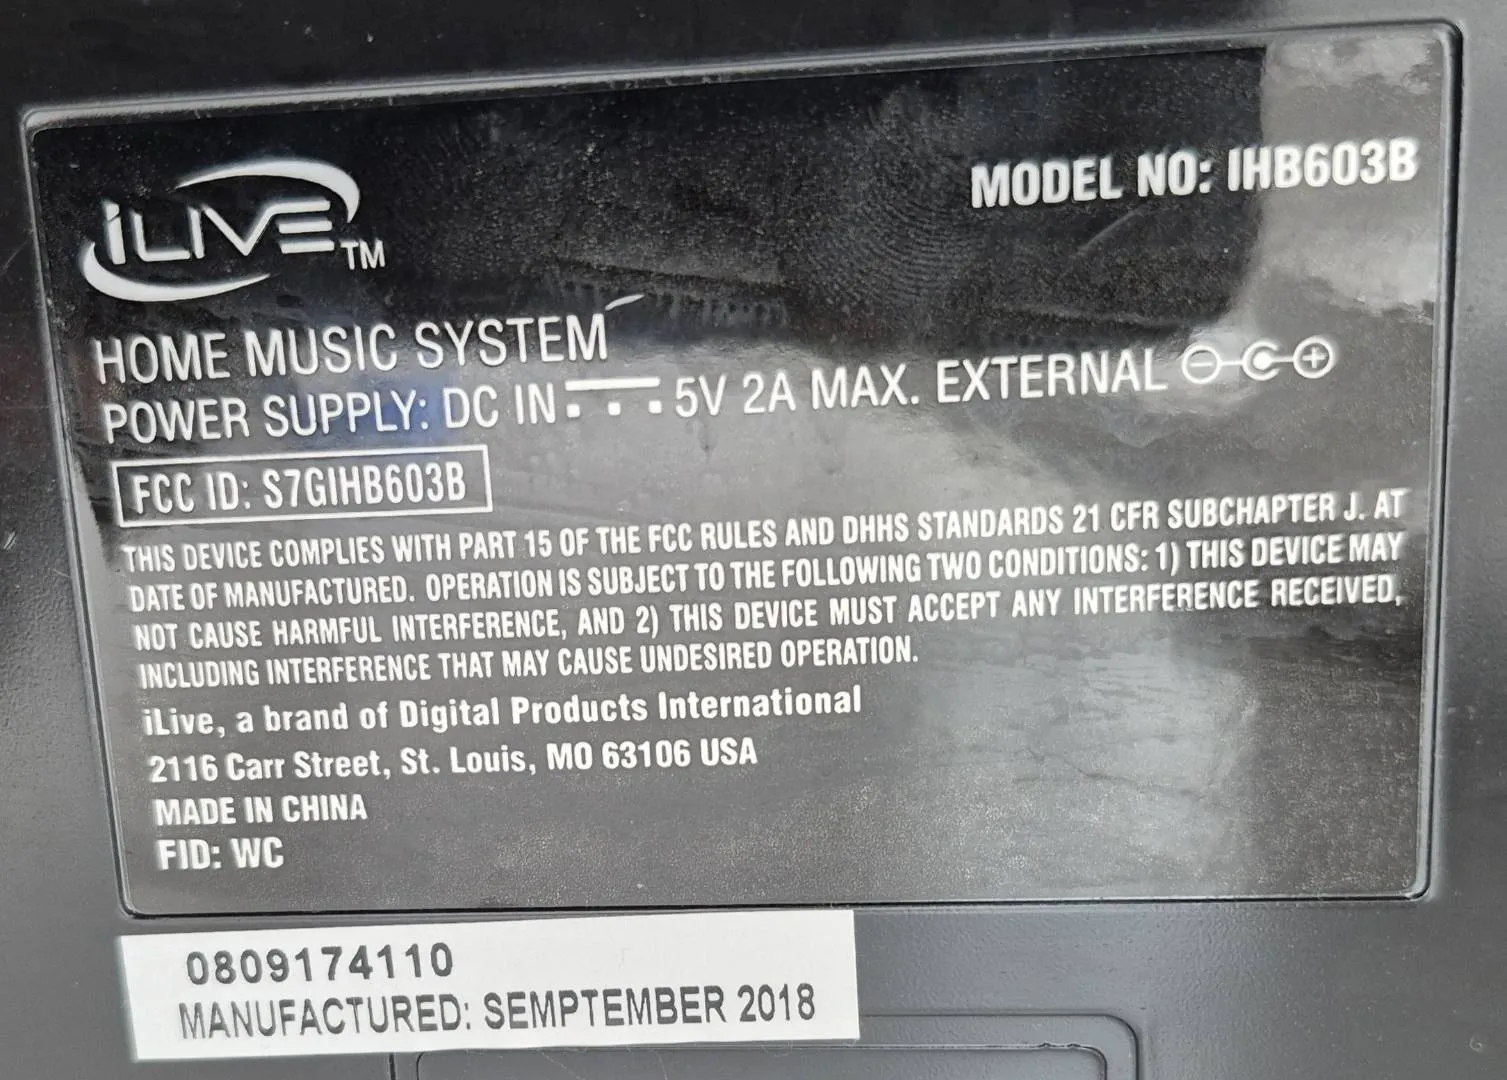 iLIVE™
MODEL NO: IHB603B
HOME MUSIC SYSTEM
POWER SUPPLY: DC IN ⎓ 5V 2A MAX. EXTERNAL ⊖-C-⊕
FCC ID: S7GIHB603B
THIS DEVICE COMPLIES WITH PART 15 OF THE FCC RULES AND DHHS STANDARDS 21 CFR SUBCHAPTER J. AT
DATE OF MANUFACTURED. OPERATION IS SUBJECT TO THE FOLLOWING TWO CONDITIONS: 1) THIS DEVICE MAY
NOT CAUSE HARMFUL INTERFERENCE, AND 2) THIS DEVICE MUST ACCEPT ANY INTERFERENCE RECEIVED,
INCLUDING INTERFERENCE THAT MAY CAUSE UNDESIRED OPERATION.
iLive, a brand of Digital Products International
2116 Carr Street, St. Louis, MO 63106 USA
MADE IN CHINA
FID: WC
0809174110
MANUFACTURED: SEMPTEMBER 2018